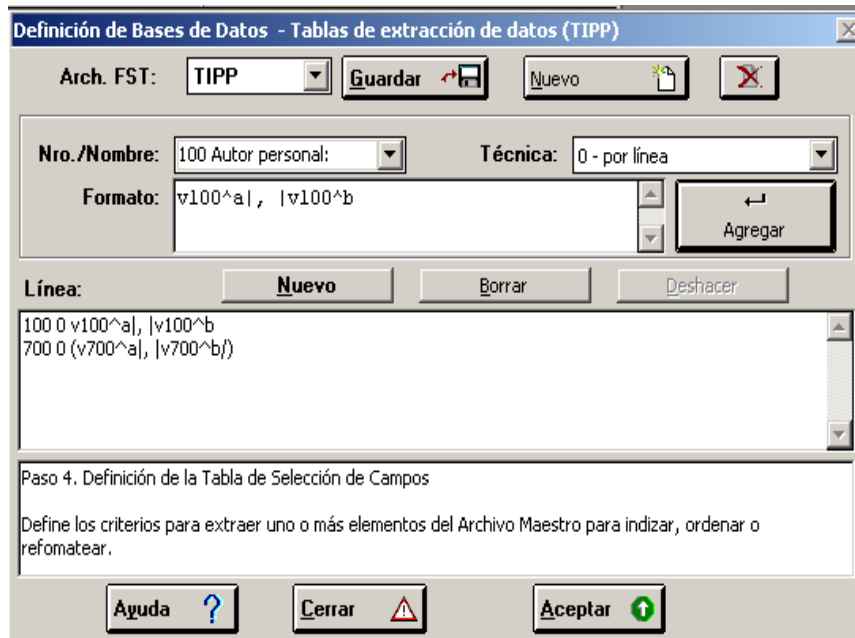 Definición de Bases de Datos - Tablas de extracción de datos (TIPP)
Arch. FST: TIPP Guardar Nuevo
Nro./Nombre: 100 Autor personal: Técnica: 0 - por línea
Formato: v100^a|, |v100^b
Agregar
Línea: Nuevo Borrar Deshacer
100 0 v100^a|, |v100^b
700 0 (v700^a|, |v700^b/)
Paso 4. Definición de la Tabla de Selección de Campos
Define los criterios para extraer uno o más elementos del Archivo Maestro para indizar, ordenar o
refomatear.
Ayuda ? Cerrar Aceptar